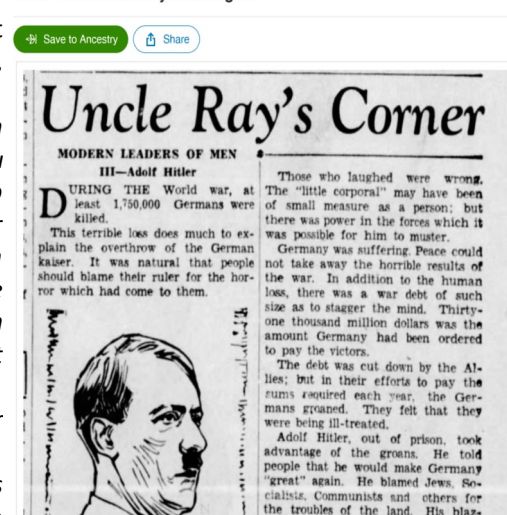 Save to Ancestry
Share
Uncle Ray's Corner
MODERN LEADERS OF MEN
III—Adolf Hitler
DURING THE World war, at
least 1,750,000 Germans were
killed.
This terrible loss does much to ex-
plain the overthrow of the German
kaiser. It was natural that people
should blame their ruler for the hor-
ror which had come to them.
Those who laughed were wrong.
The "little corporal" may have been
of small measure as a person; but
there was power in the forces which it
was possible for him to muster.
Germany was suffering. Peace could
not take away the horrible results of
the war. In addition to the human
loss, there was a war debt of such
size as to stagger the mind. Thirty-
one thousand million dollars was the
amount Germany had been ordered
to pay the victors.
The debt was cut down by the Al-
lies; but in their efforts to pay the
sums required each year, the Ger-
mans groaned. They felt that they
were being ill-treated.
Adolf Hitler, out of prison, took
advantage of the groans. He told
people that he would make Germany
"great" again. He blamed Jews, So-
cialists, Communists and others for
the troubles of the land. His blaz-